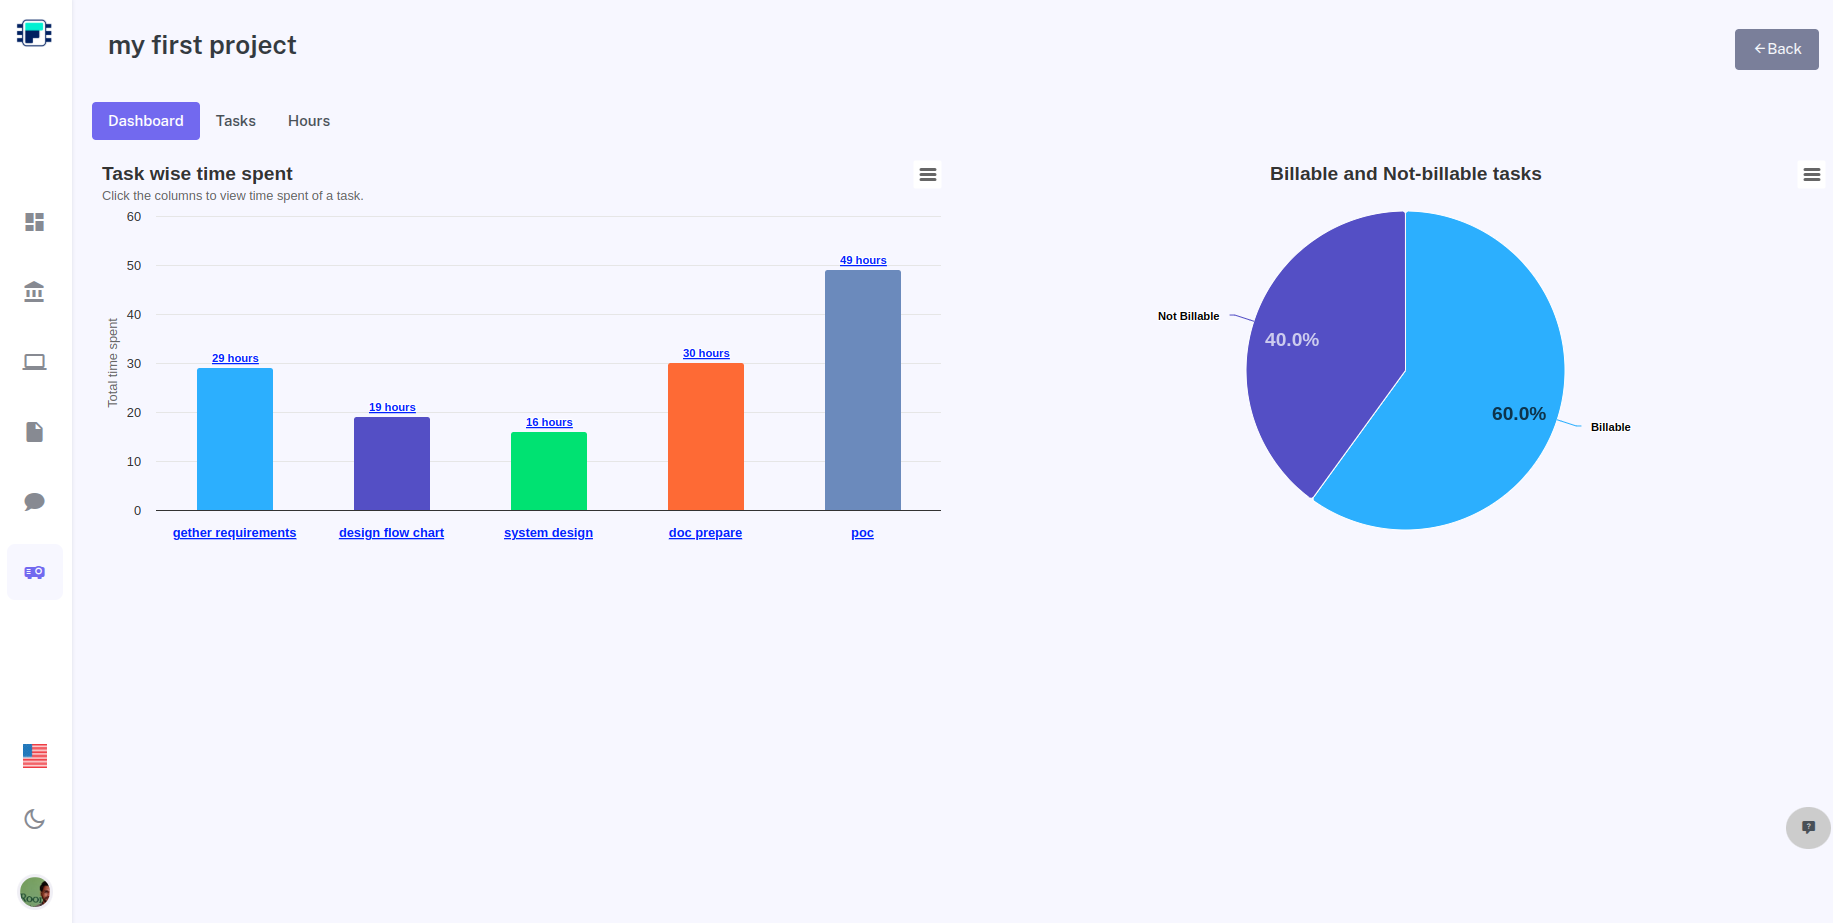 my first project
Back
Dashboard
Tasks
Hours
Task wise time spent
Click the columns to view time spent of a task.
Total time spent
60
50
40
30
20
10
0
29 hours
19 hours
16 hours
30 hours
49 hours
gether requirements
design flow chart
system design
doc prepare
poc
Billable and Not-billable tasks
Not Billable
40.0%
60.0%
Billable